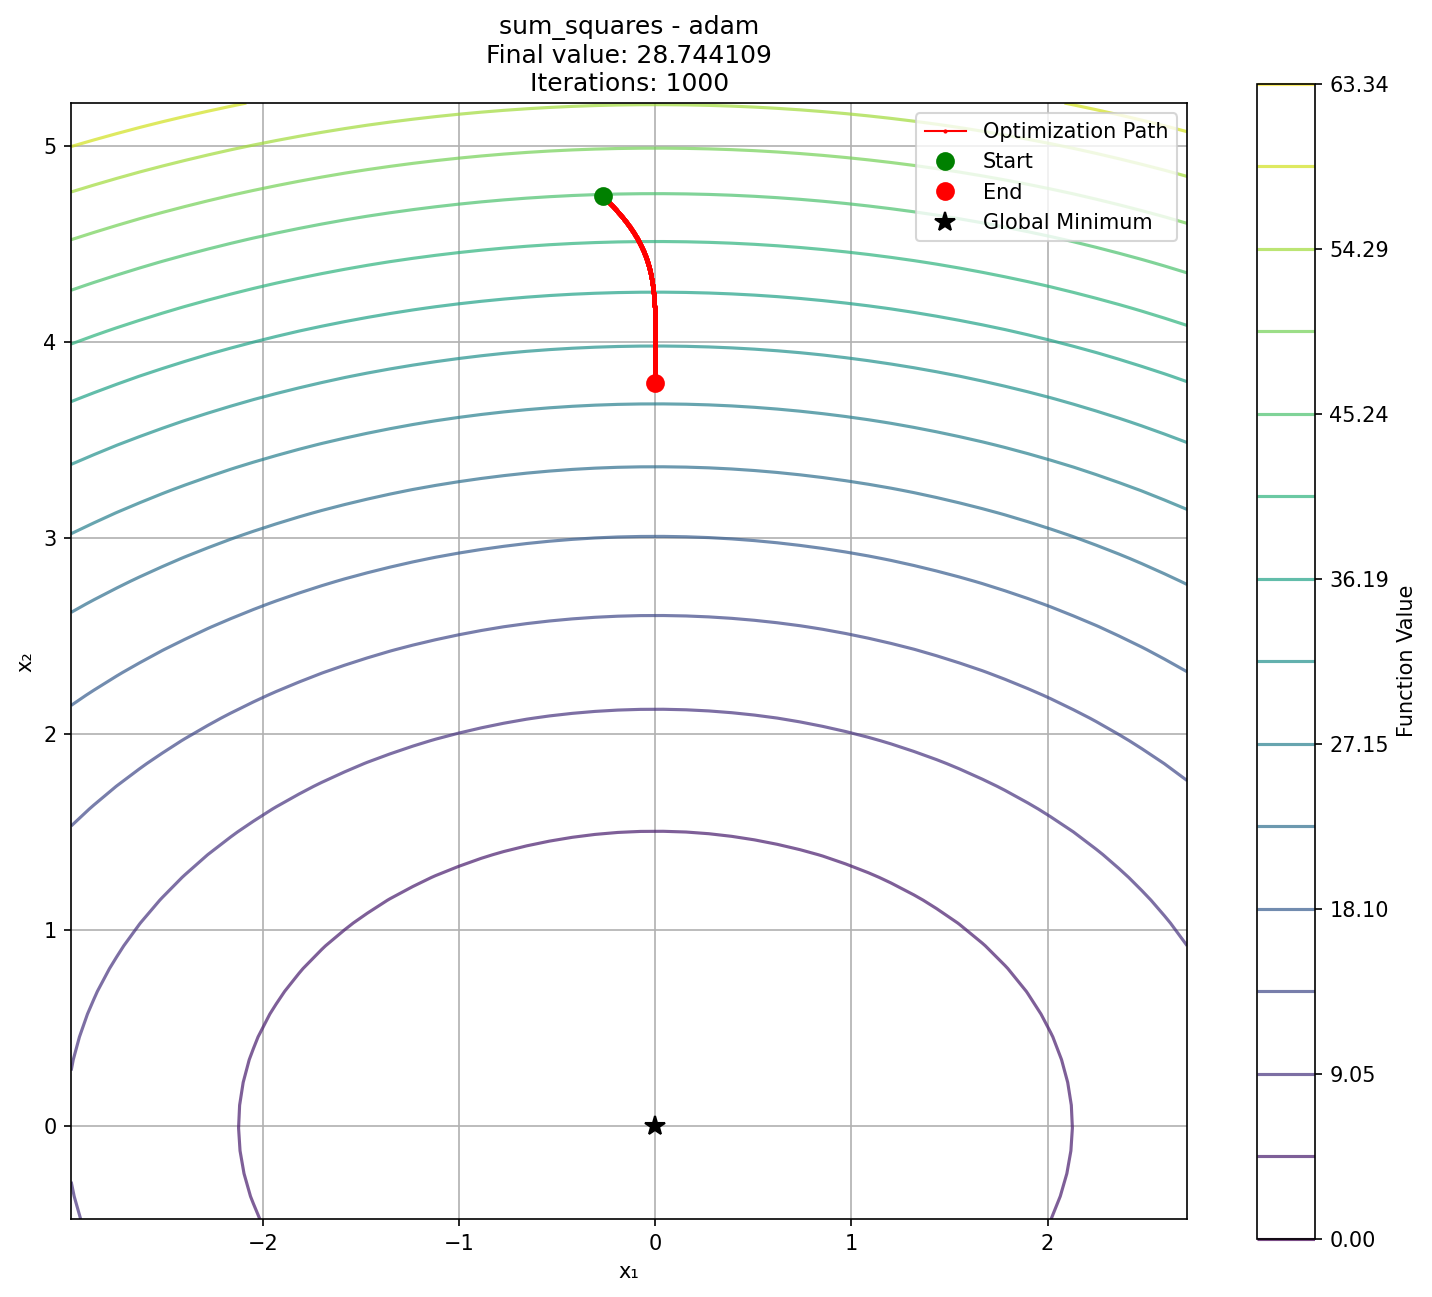 sum_squares - adam
Final value: 28.744109
Iterations: 1000
Optimization Path
Start
End
Global Minimum
5
4
3
2
1
0
x₂
−2
−1
0
1
2
x₁
63.34
54.29
45.24
36.19
27.15
18.10
9.05
0.00
Function Value